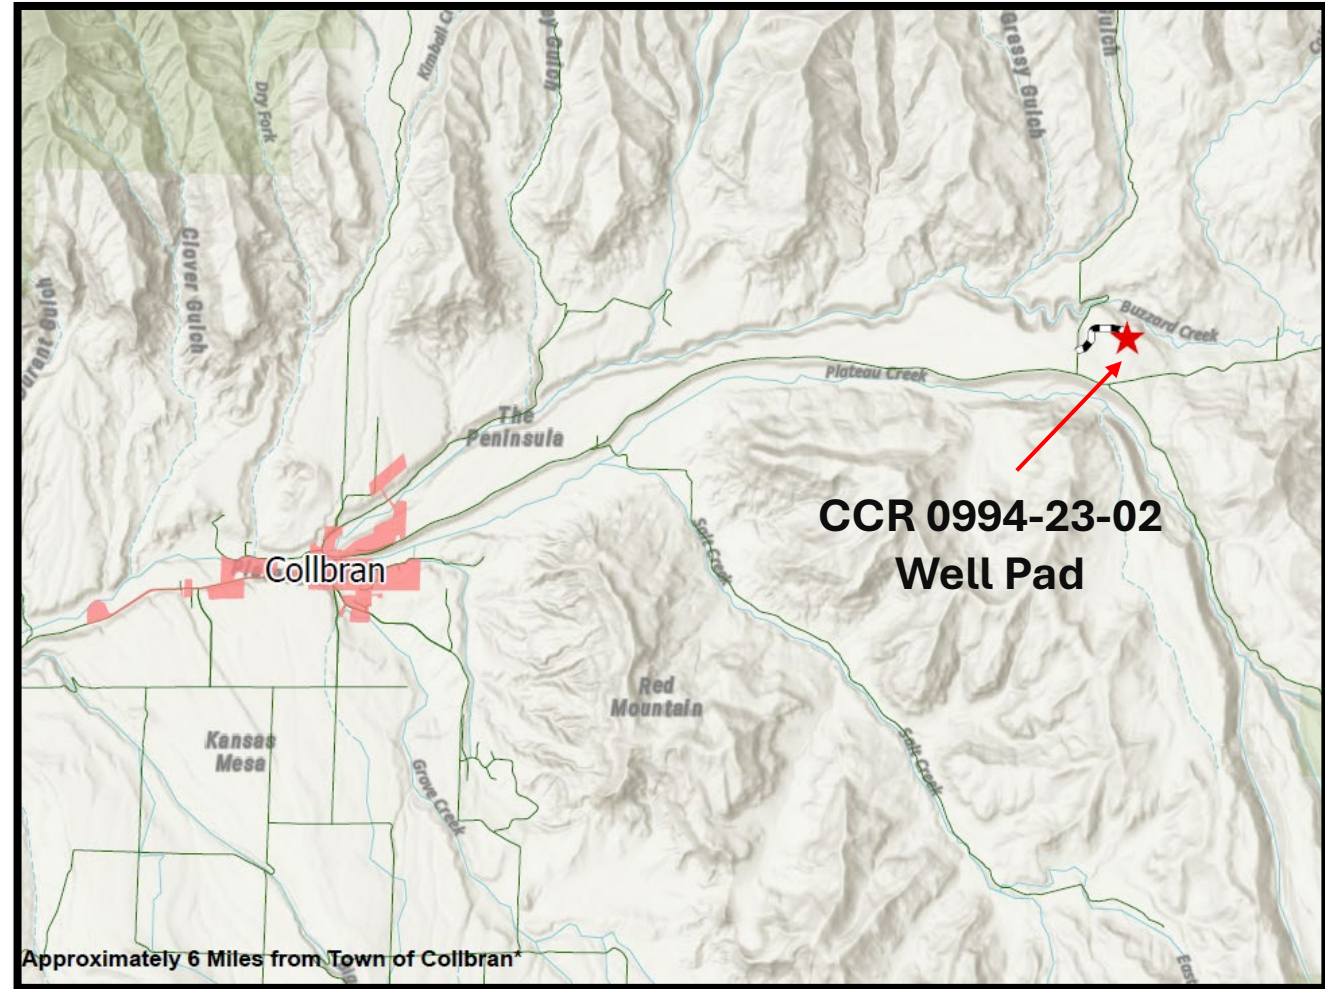 Kimball
Gulch
Grassy Gulch
Gulch
Dry Fork
Clover Gulch
Gulch
Buzzard Creek
Plateau Creek
The
Peninsula
CCR 0994-23-02
Well Pad
Collbran
Salt Creek
Red
Mountain
Kansas
Mesa
Grove Creek
Salt Creek
Approximately 6 Miles from Town of Collbran*
East